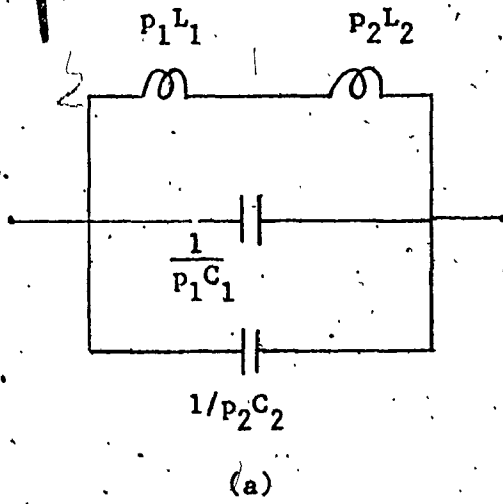 p₁L₁ p₂L₂
1
p₁C₁
1/p₂C₂
(a)